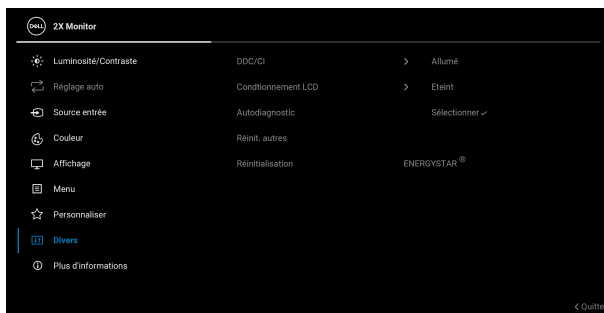 DELL 2X Monitor
Luminosité/Contraste DDC/CI > Allumé
Réglage auto Condtionnement LCD > Eteint
Source entrée Autodiagnostic Sélectionner ✓
Couleur Réinit. autres
Affichage Réinitialisation ENERGYSTAR ®
Menu
Personnaliser
Divers
Plus d'informations
< Quitte